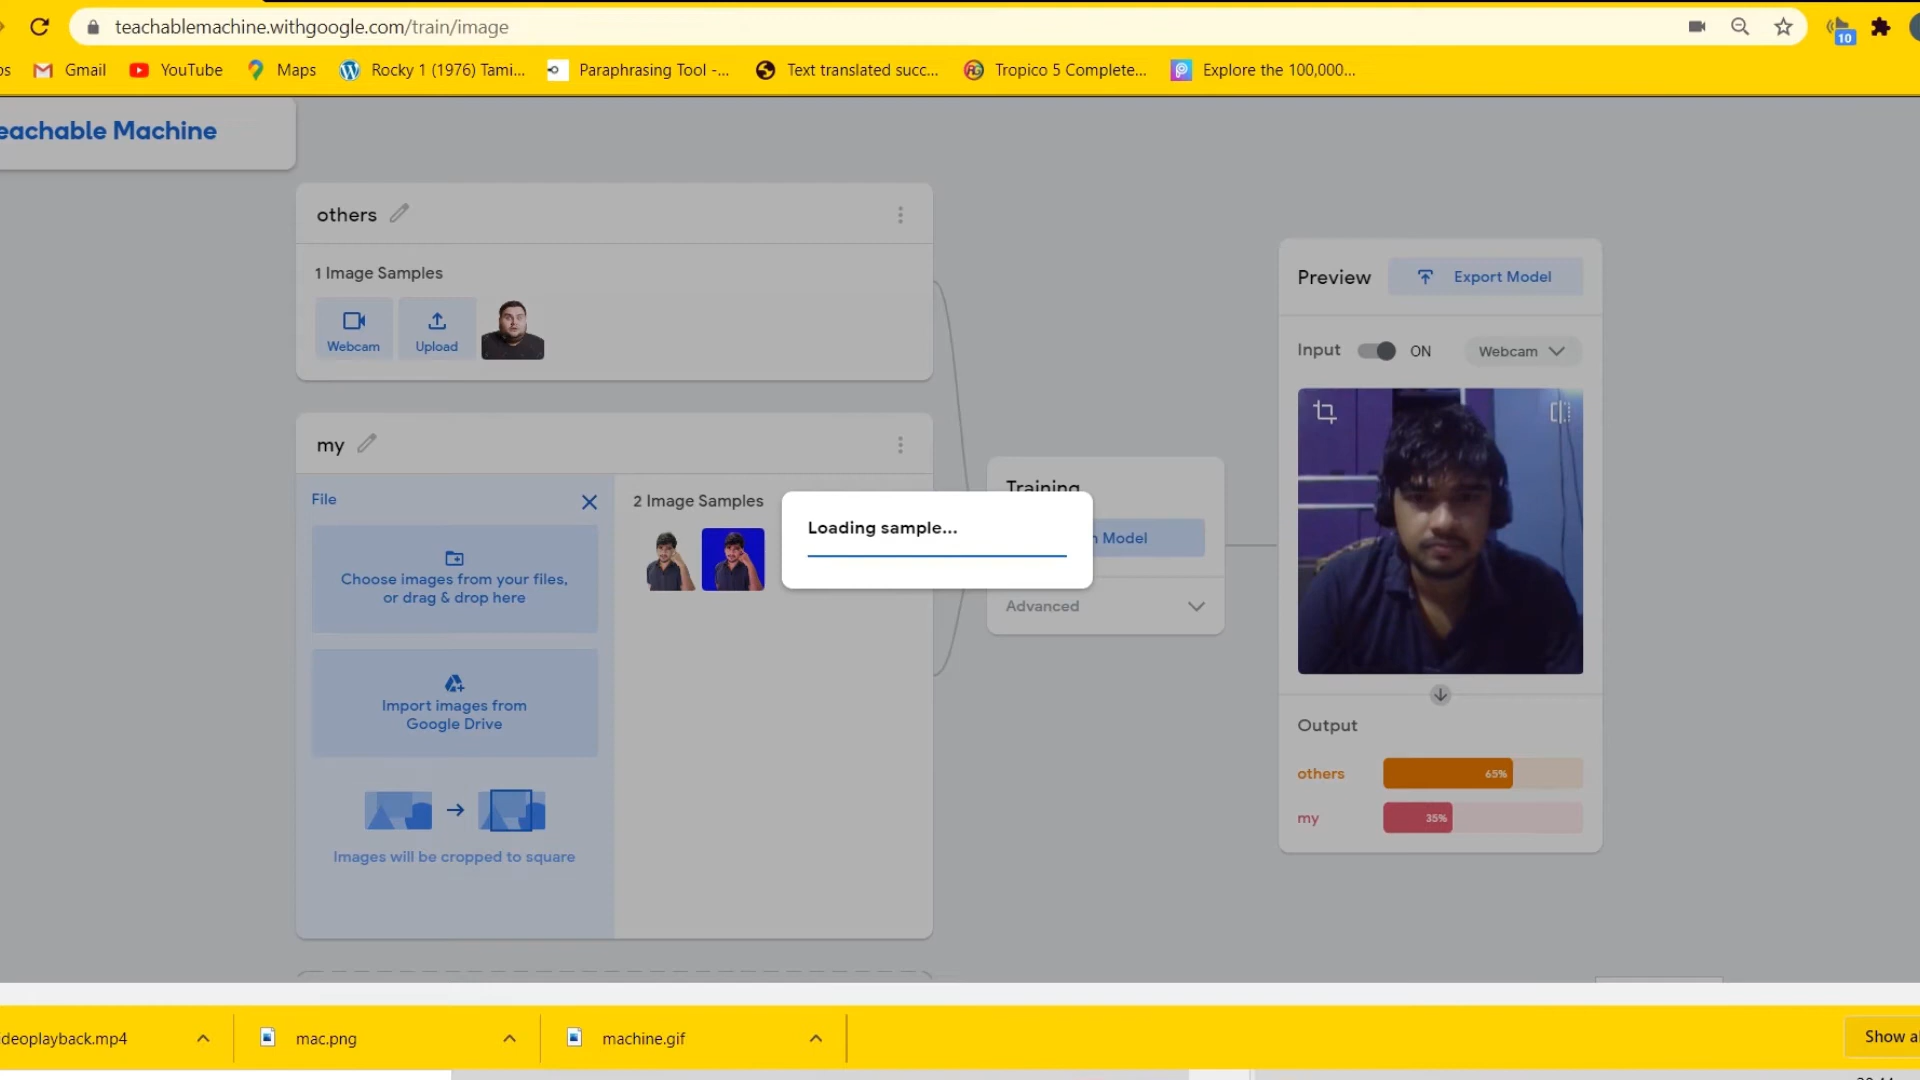 teachablemachine.withgoogle.com/train/image
10
Gmail
YouTube
Maps
Rocky 1 (1976) Tami...
Paraphrasing Tool -...
Text translated succ...
Tropico 5 Complete...
Explore the 100,000...
eachable Machine
others
1 Image Samples
Webcam
Upload
my
File
Choose images from your files,
or drag & drop here
Import images from
Google Drive
Images will be cropped to square
2 Image Samples
Loading sample...
Training
Model
Advanced
Preview
Export Model
Input
ON
Webcam
Output
others
65%
my
35%
deoplayback.mp4
mac.png
machine.gif
Show a